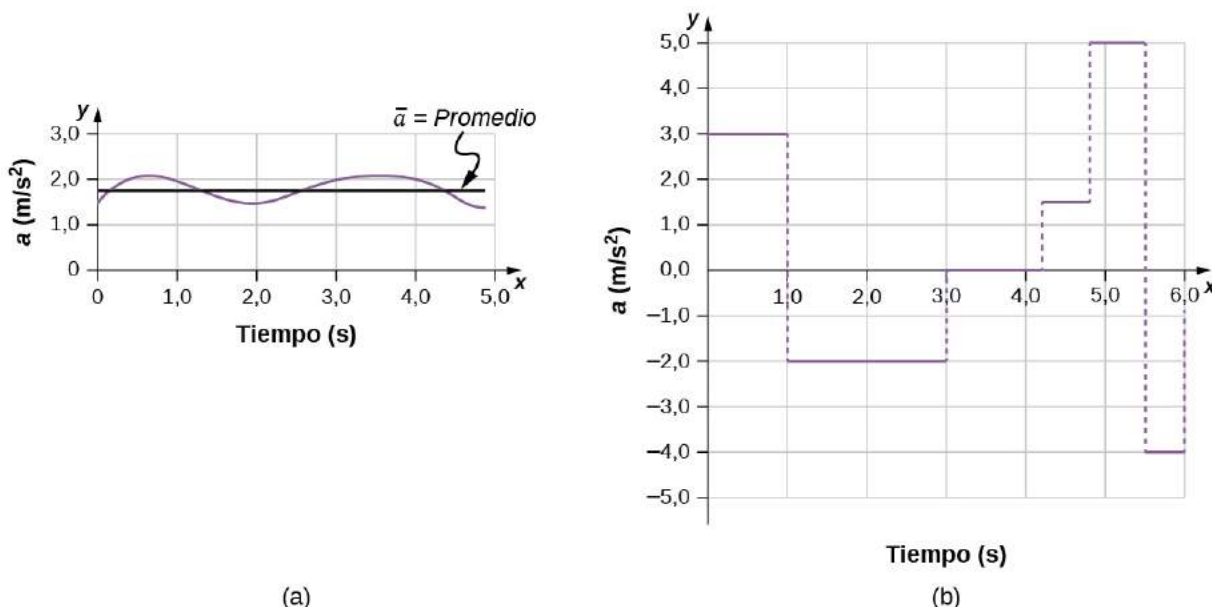 y
ā = Promedio
3,0
2,0
1,0
0
a (m/s²)
0 1,0 2,0 3,0 4,0 5,0
x
Tiempo (s)
(a)
y
5,0
4,0
3,0
2,0
1,0
0,0
−1,0
−2,0
−3,0
−4,0
−5,0
a (m/s²)
1,0 2,0 3,0 4,0 5,0 6,0
x
Tiempo (s)
(b)